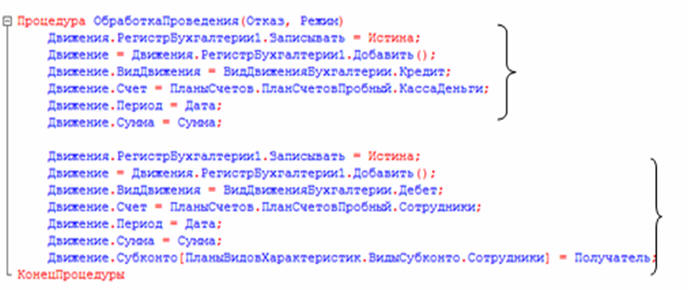 Процедура ОбработкаПроведения(Отказ, Режим)
Движения.РегистрБухгалтерии1.Записывать = Истина;
Движение = Движения.РегистрБухгалтерии1.Добавить();
Движение.ВидДвижения = ВидДвиженияБухгалтерии.Кредит;
Движение.Счет = ПланыСчетов.ПланСчетовПробный.КассаДеньги;
Движение.Период = Дата;
Движение.Сумма = Сумма;
Движения.РегистрБухгалтерии1.Записывать = Истина;
Движение = Движения.РегистрБухгалтерии1.Добавить();
Движение.ВидДвижения = ВидДвиженияБухгалтерии.Дебет;
Движение.Счет = ПланыСчетов.ПланСчетовПробный.Сотрудники;
Движение.Период = Дата;
Движение.Сумма = Сумма;
Движение.Субконто[ПланыВидовХарактеристик.ВидыСубконто.Сотрудники] = Получатель;
КонецПроцедуры